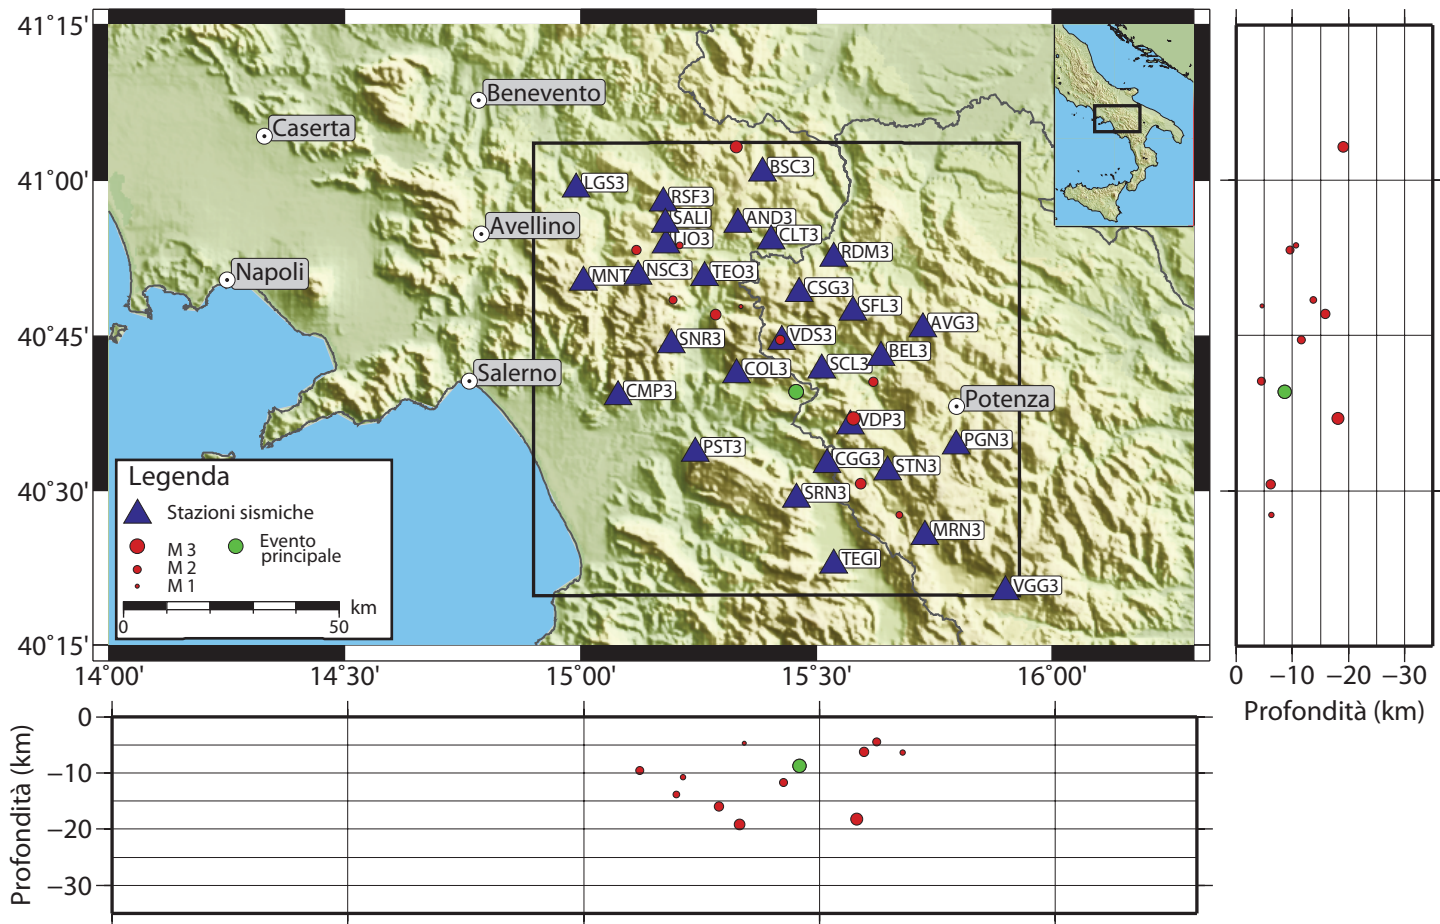 41°15'
41°00'
40°45'
40°30'
40°15'
14°00'
14°30'
15°00'
15°30'
16°00'
Benevento
Caserta
Avellino
Napoli
Salerno
Potenza
BSC3
LGS3
RSF3
SALI
AND3
LIO3
CLT3
RDM3
MNT
NSC3
TEO3
CSG3
SFL3
AVG3
SNR3
VDS3
BEL3
COL3
SCL3
CMP3
VDP3
PGN3
PST3
CGG3
STN3
SRN3
MRN3
TEGI
VGG3
Legenda
Stazioni sismiche
M 3
M 2
M 1
Evento
principale
km
0
50
0 −10 −20 −30
Profondità (km)
0
−10
−20
−30
Profondità (km)